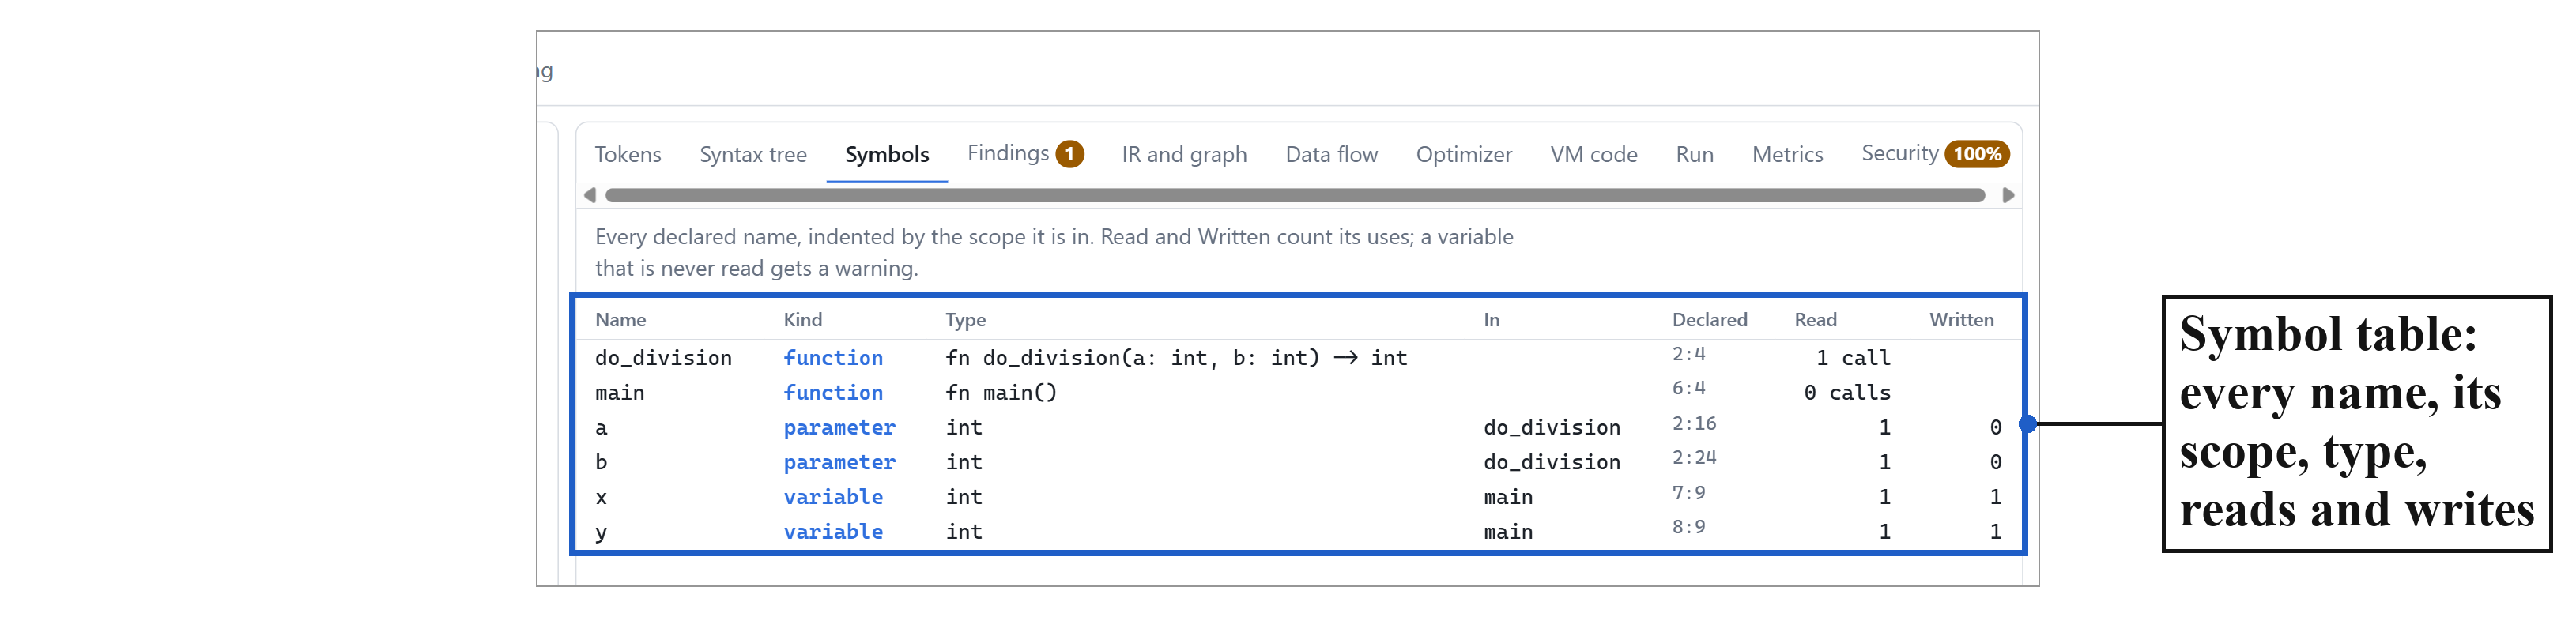 ng
Tokens Syntax tree Symbols Findings 1 IR and graph Data flow Optimizer VM code Run Metrics Security 100%
Every declared name, indented by the scope it is in. Read and Written count its uses; a variable
that is never read gets a warning.
Name Kind Type In Declared Read Written
do_division function fn do_division(a: int, b: int) → int 2:4 1 call
main function fn main() 6:4 0 calls
a parameter int do_division 2:16 1 0
b parameter int do_division 2:24 1 0
x variable int main 7:9 1 1
y variable int main 8:9 1 1
Symbol table:
every name, its
scope, type,
reads and writes